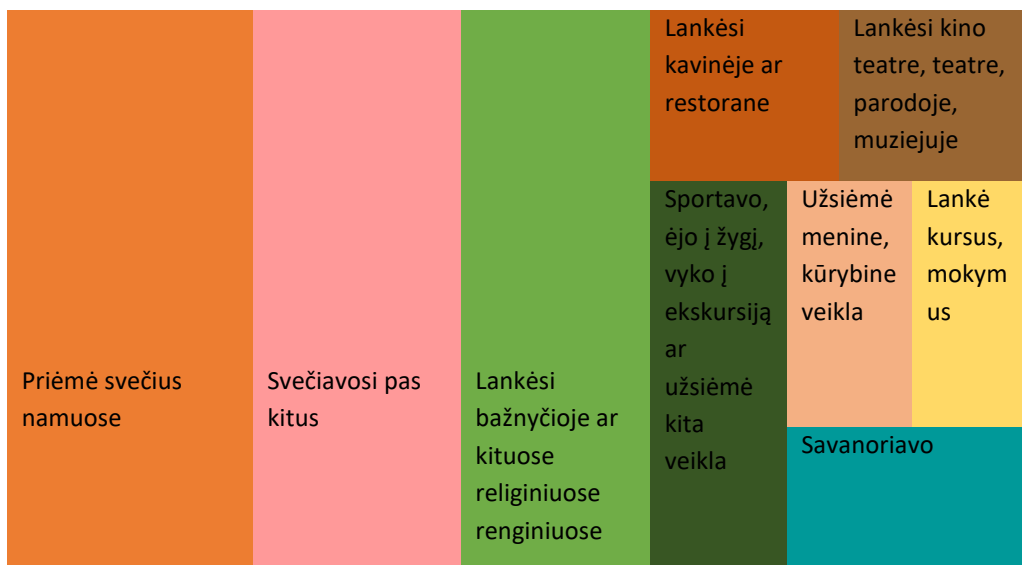 Priėmė svečius
namuose
Svečiavosi pas
kitus
Lankėsi
bažnyčioje ar
kituose
religiniuose
renginiuose
Lankėsi
kavinėje ar
restorane
Lankėsi kino
teatre, teatre,
parodoje,
muziejuje
Sportavo,
ėjo į žygį,
vyko į
ekskursiją
ar
užsiėmė
kita
veikla
Užsiėmė
menine,
kūrybine
veikla
Lankė
kursus,
mokym
us
Savanoriavo